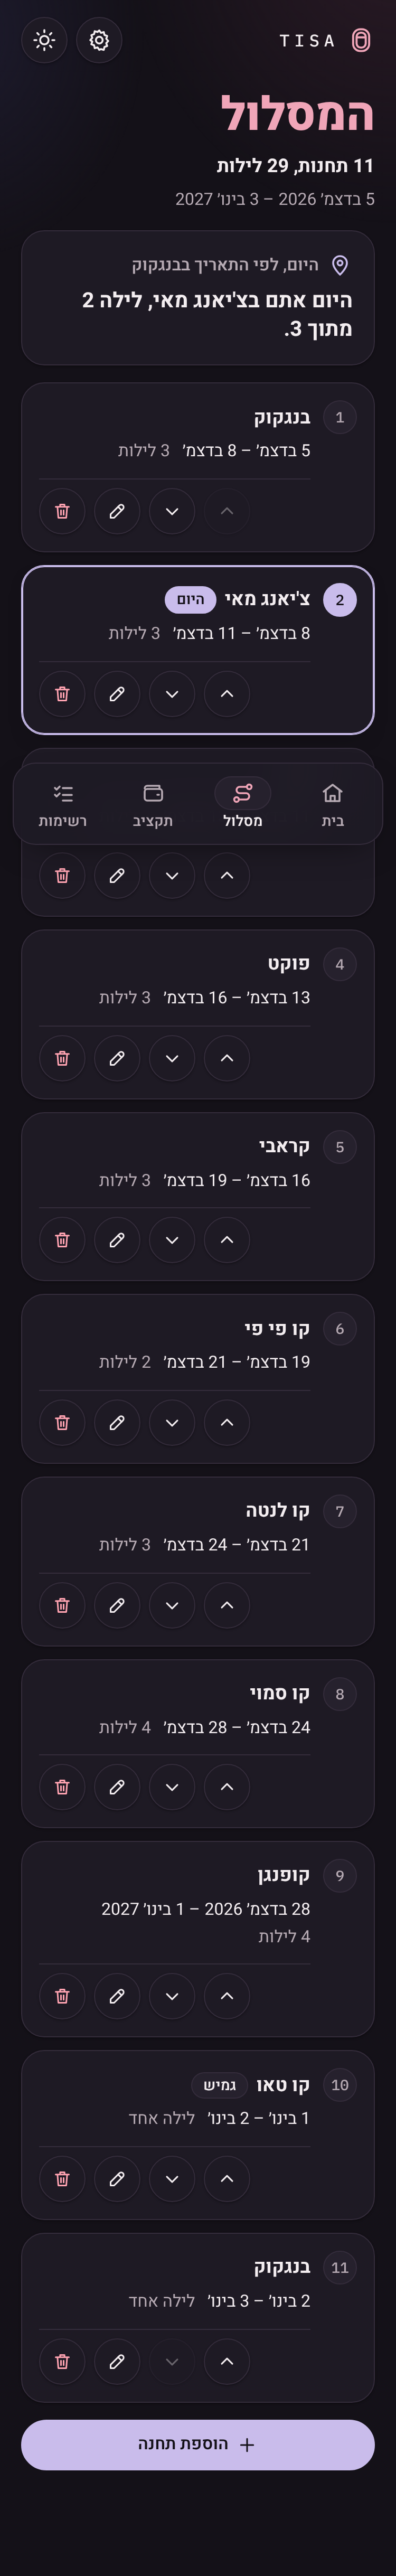 TISA
המסלול
11 תחנות, 29 לילות
5 בדצמ׳ 2026 – 3 בינו׳ 2027
היום, לפי התאריך בבנגקוק
היום אתם בצ'יאנג מאי, לילה 2
מתוך 3.
1
בנגקוק
5 בדצמ׳ – 8 בדצמ׳ 3 לילות
2
צ'יאנג מאי היום
8 בדצמ׳ – 11 בדצמ׳ 3 לילות
בית
מסלול
תקציב
רשימות
4
פוקט
13 בדצמ׳ – 16 בדצמ׳ 3 לילות
5
קראבי
16 בדצמ׳ – 19 בדצמ׳ 3 לילות
6
קו פי פי
19 בדצמ׳ – 21 בדצמ׳ 2 לילות
7
קו לנטה
21 בדצמ׳ – 24 בדצמ׳ 3 לילות
8
קו סמוי
24 בדצמ׳ – 28 בדצמ׳ 4 לילות
9
קופנגן
28 בדצמ׳ 2026 – 1 בינו׳ 2027
4 לילות
10
קו טאו גמיש
1 בינו׳ – 2 בינו׳ לילה אחד
11
בנגקוק
2 בינו׳ – 3 בינו׳ לילה אחד
הוספת תחנה